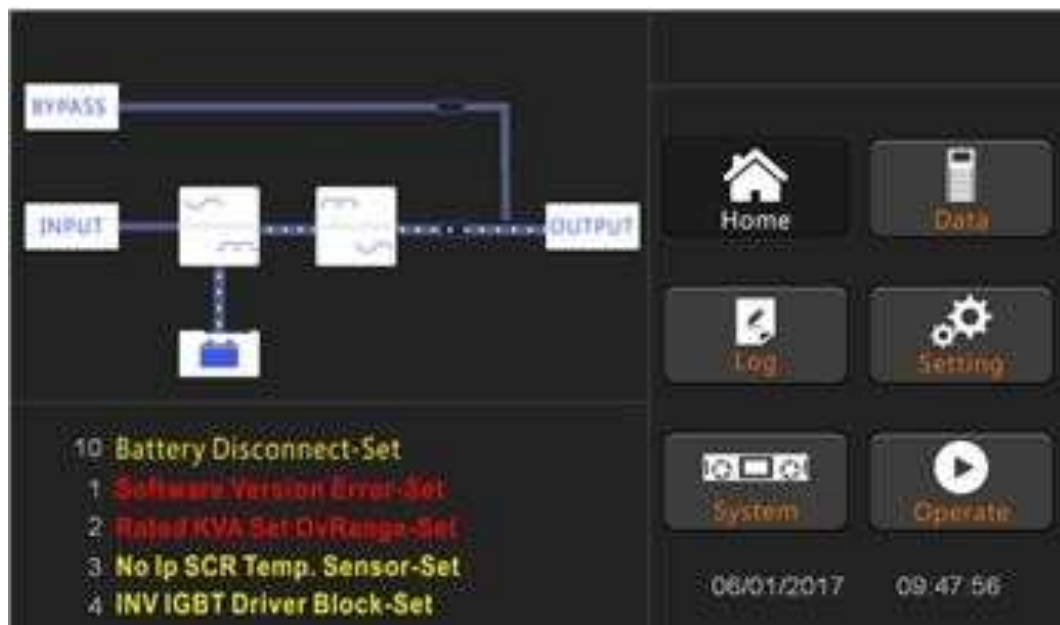 BYPASS
INPUT
OUTPUT
10 Battery Disconnect-Set
1 Software Version Error-Set
2 Rated KVA Set OvRange-Set
3 No Ip SCR Temp. Sensor-Set
4 INV IGBT Driver Block-Set
Home
Data
Log
Setting
System
Operate
06/01/2017 09:47:56